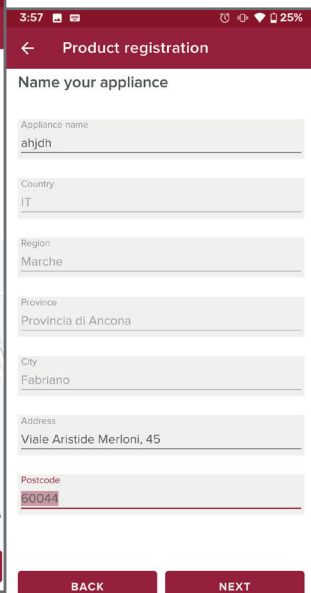 3:57 25%
Product registration
Name your appliance
Appliance name
ahjdh
Country
IT
Region
Marche
Province
Provincia di Ancona
City
Fabriano
Address
Viale Aristide Merloni, 45
Postcode
60044
BACK NEXT